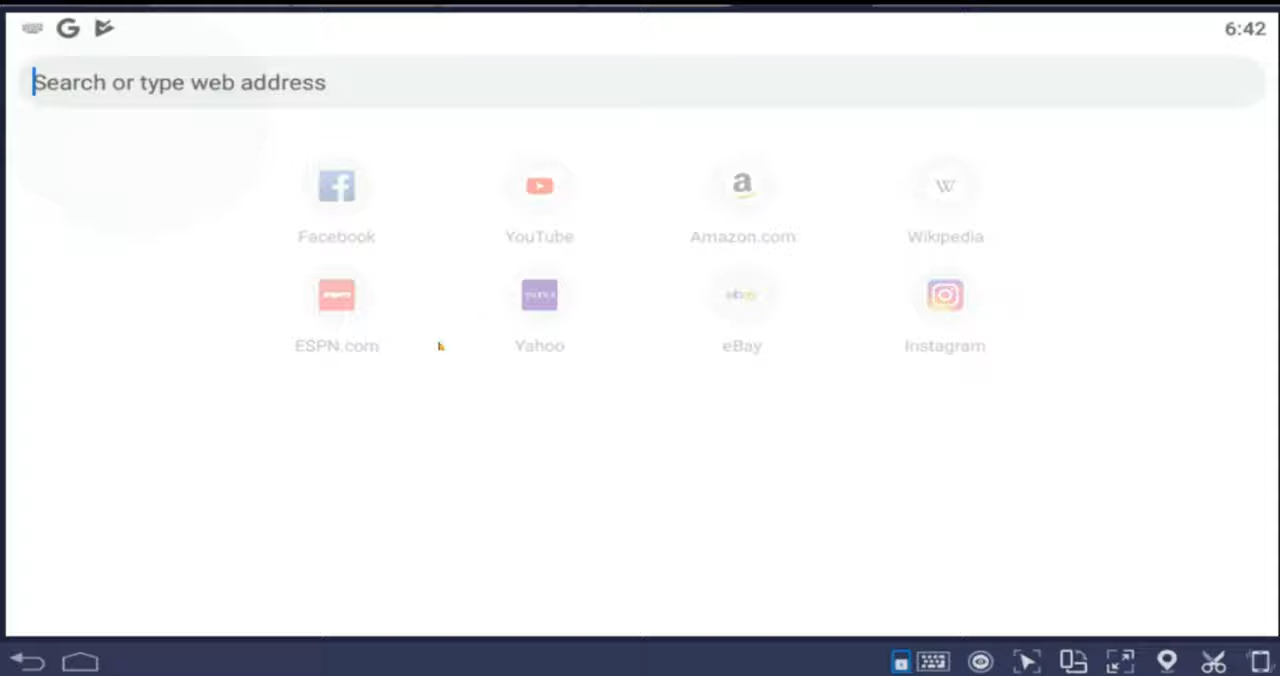 6:42
Search or type web address
Facebook YouTube Amazon.com Wikipedia
ESPN.com Yahoo eBay Instagram